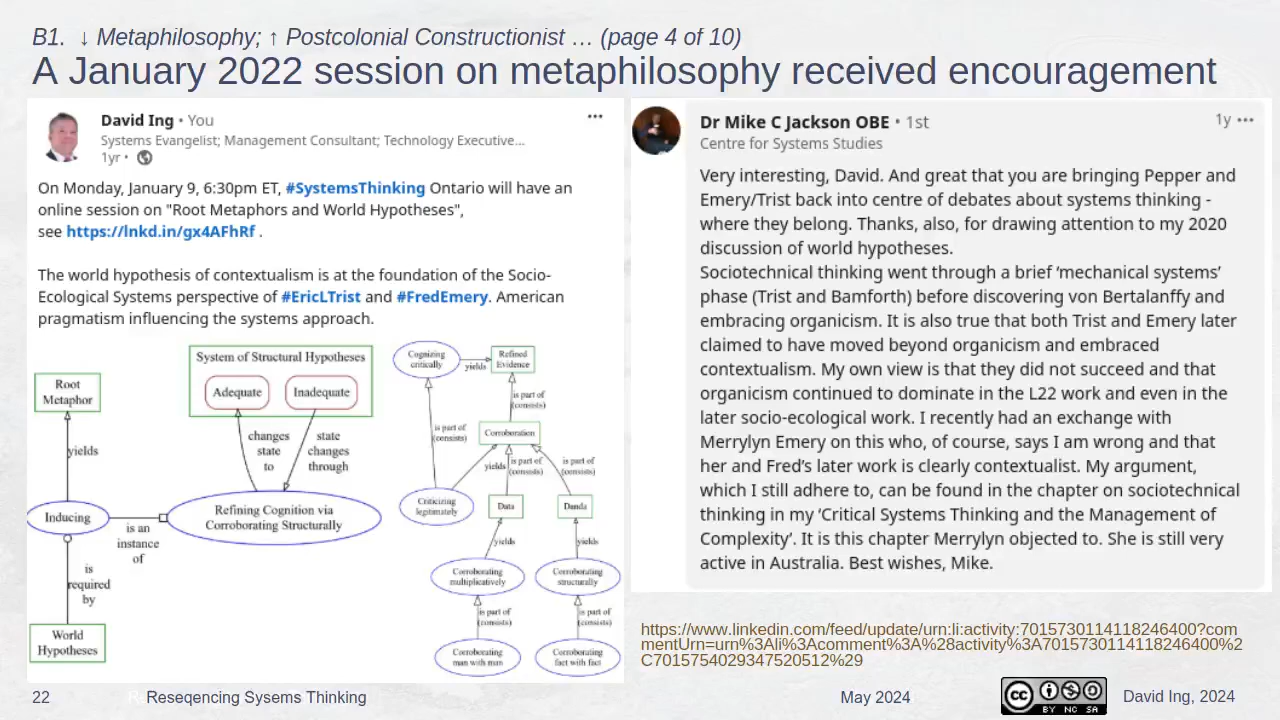 B1. ↓ Metaphilosophy; ↑ Postcolonial Constructionist … (page 4 of 10)
A January 2022 session on metaphilosophy received encouragement
David Ing • You
Systems Evangelist; Management Consultant; Technology Executive...
1yr •
On Monday, January 9, 6:30pm ET, #SystemsThinking Ontario will have an
online session on "Root Metaphors and World Hypotheses",
see https://lnkd.in/gx4AFhRf .
The world hypothesis of contextualism is at the foundation of the Socio-
Ecological Systems perspective of #EricLTrist and #FredEmery. American
pragmatism influencing the systems approach.
Root
Metaphor
yields
Inducing
is an
instance
of
is
required
by
World
Hypotheses
System of Structural Hypotheses
Adequate
Inadequate
changes
state
to
state
changes
through
Refining Cognition via
Corroborating Structurally
Cognizing
critically
yields
Refined
Evidence
is part of
(consists)
is part of
(consists)
Corroboration
yields
is part of
(consists)
is part of
(consists)
Criticizing
legitimately
Data
Danda
yields
yields
Corroborating
multiplicatively
Corroborating
structurally
is part of
(consists)
is part of
(consists)
Corroborating
man with man
Corroborating
fact with fact
Dr Mike C Jackson OBE • 1st
1y •••
Centre for Systems Studies
Very interesting, David. And great that you are bringing Pepper and
Emery/Trist back into centre of debates about systems thinking -
where they belong. Thanks, also, for drawing attention to my 2020
discussion of world hypotheses.
Sociotechnical thinking went through a brief ‘mechanical systems’
phase (Trist and Bamforth) before discovering von Bertalanffy and
embracing organicism. It is also true that both Trist and Emery later
claimed to have moved beyond organicism and embraced
contextualism. My own view is that they did not succeed and that
organicism continued to dominate in the L22 work and even in the
later socio-ecological work. I recently had an exchange with
Merrylyn Emery on this who, of course, says I am wrong and that
her and Fred’s later work is clearly contextualist. My argument,
which I still adhere to, can be found in the chapter on sociotechnical
thinking in my ‘Critical Systems Thinking and the Management of
Complexity’. It is this chapter Merrylyn objected to. She is still very
active in Australia. Best wishes, Mike.
https://www.linkedin.com/feed/update/urn:li:activity:7015730114118246400?com
mentUrn=urn%3Ali%3Acomment%3A%28activity%3A7015730114118246400%2
C7015754029347520512%29
22
Reseqencing Sysems Thinking
May 2024
CC BY NC SA
David Ing, 2024